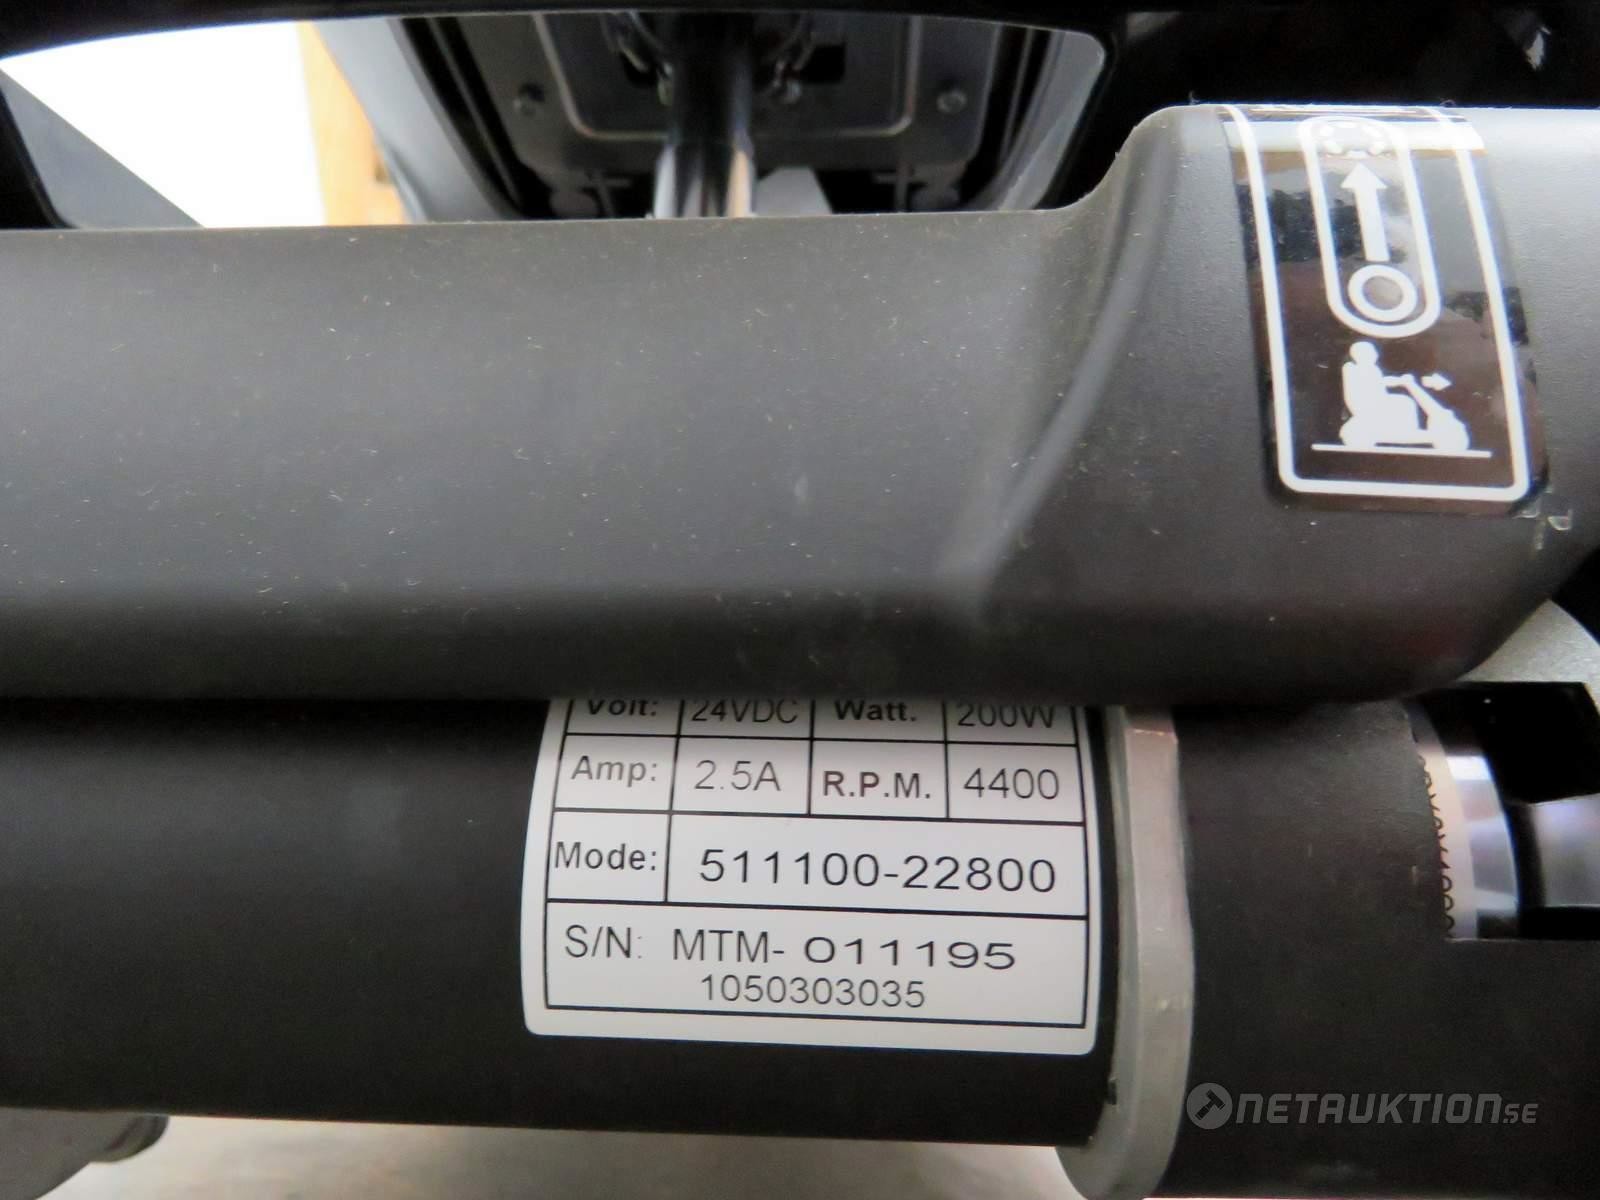 Volt: 24VDC Watt. 200W
Amp: 2.5A R.P.M. 4400
Mode: 511100-22800
S/N: MTM- 011195
1050303035
NETAUKTION.SE